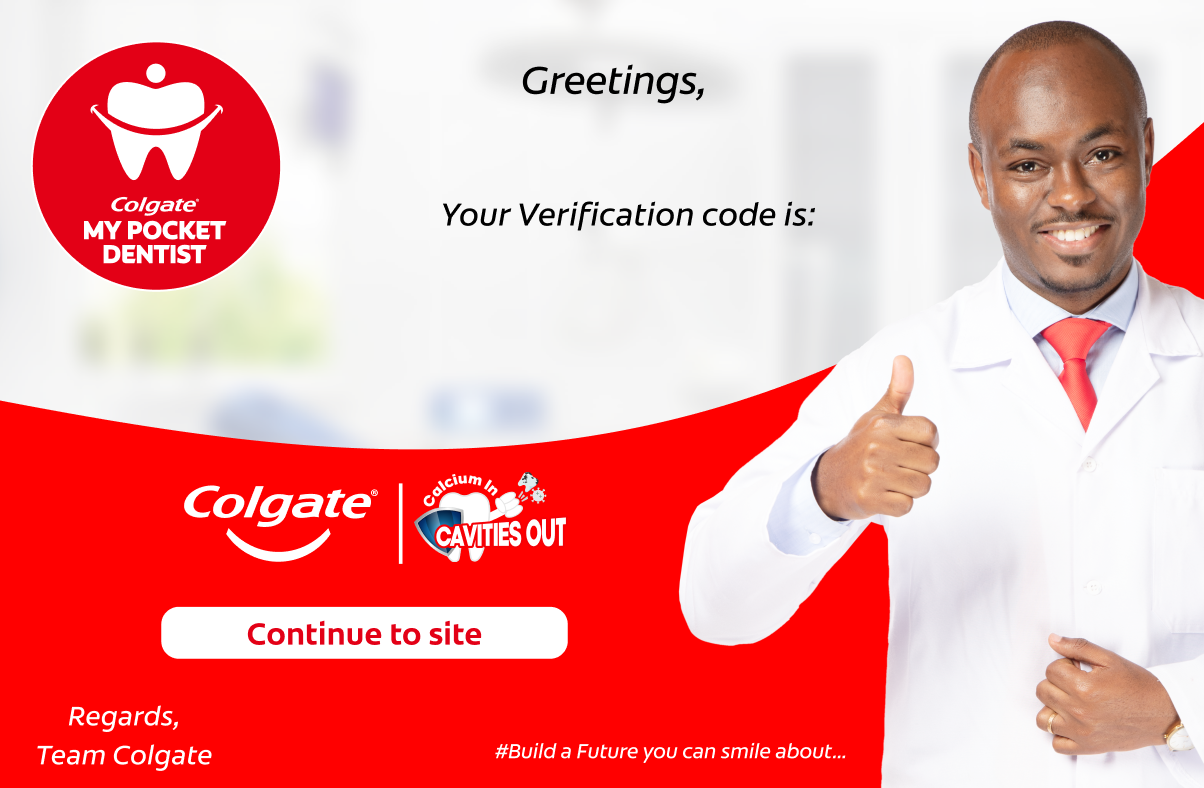 Greetings,
Your Verification code is:
Colgate
MY POCKET
DENTIST
Colgate®
Calcium In
CAVITIES OUT
Continue to site
Regards,
Team Colgate
#Build a Future you can smile about...